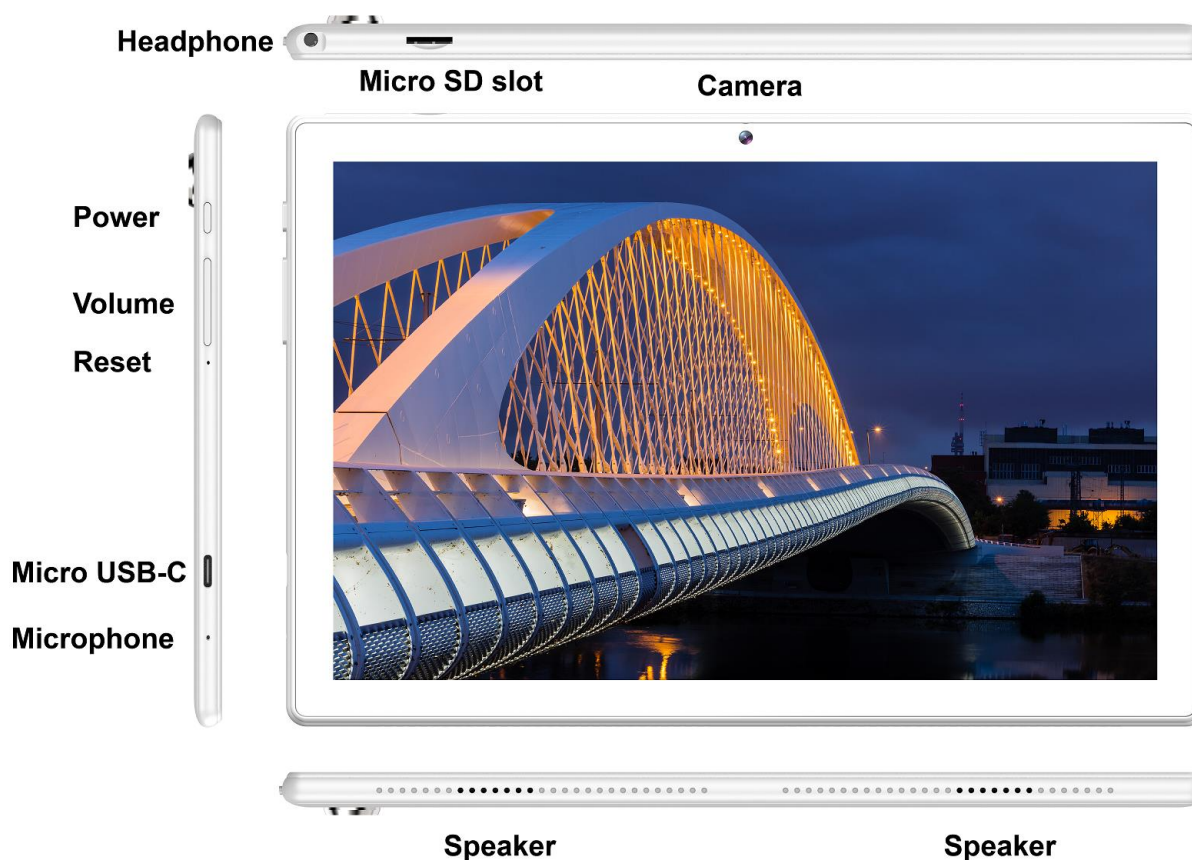 Headphone
Micro SD slot
Camera
Power
Volume
Reset
Micro USB-C
Microphone
Speaker
Speaker